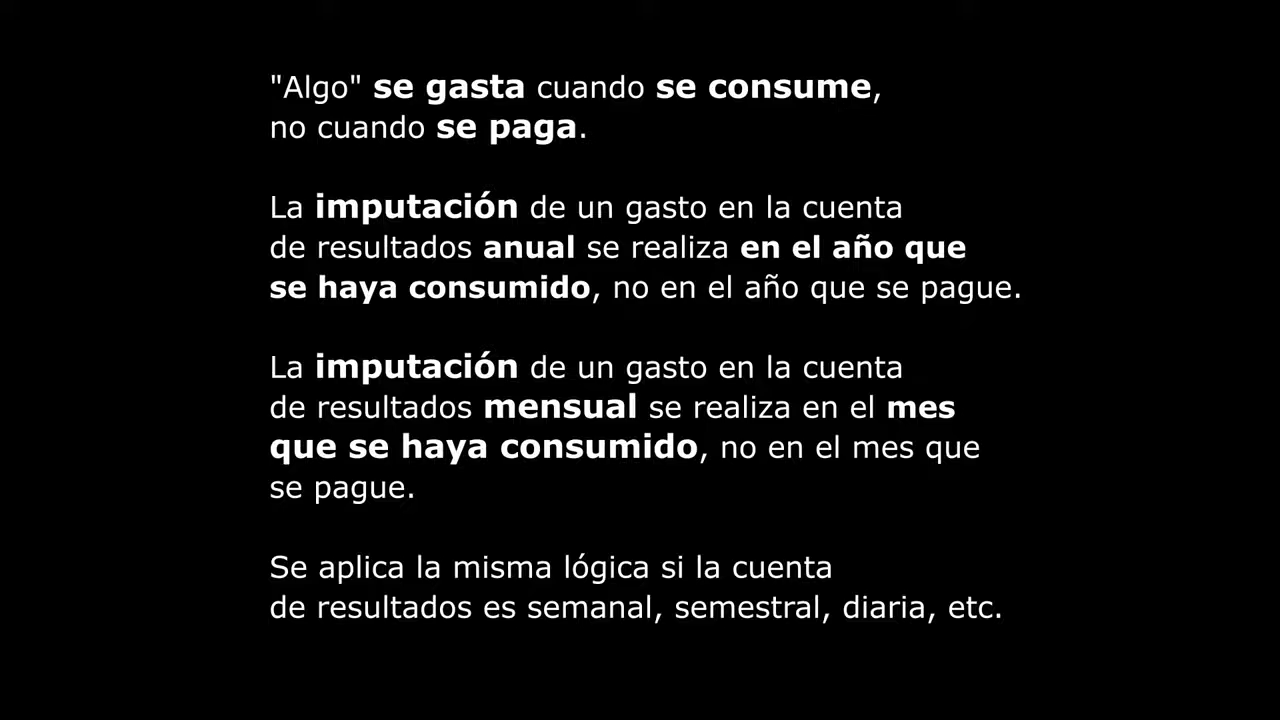 "Algo" se gasta cuando se consume,
no cuando se paga.
La imputación de un gasto en la cuenta
de resultados anual se realiza en el año que
se haya consumido, no en el año que se pague.
La imputación de un gasto en la cuenta
de resultados mensual se realiza en el mes
que se haya consumido, no en el mes que
se pague.
Se aplica la misma lógica si la cuenta
de resultados es semanal, semestral, diaria, etc.